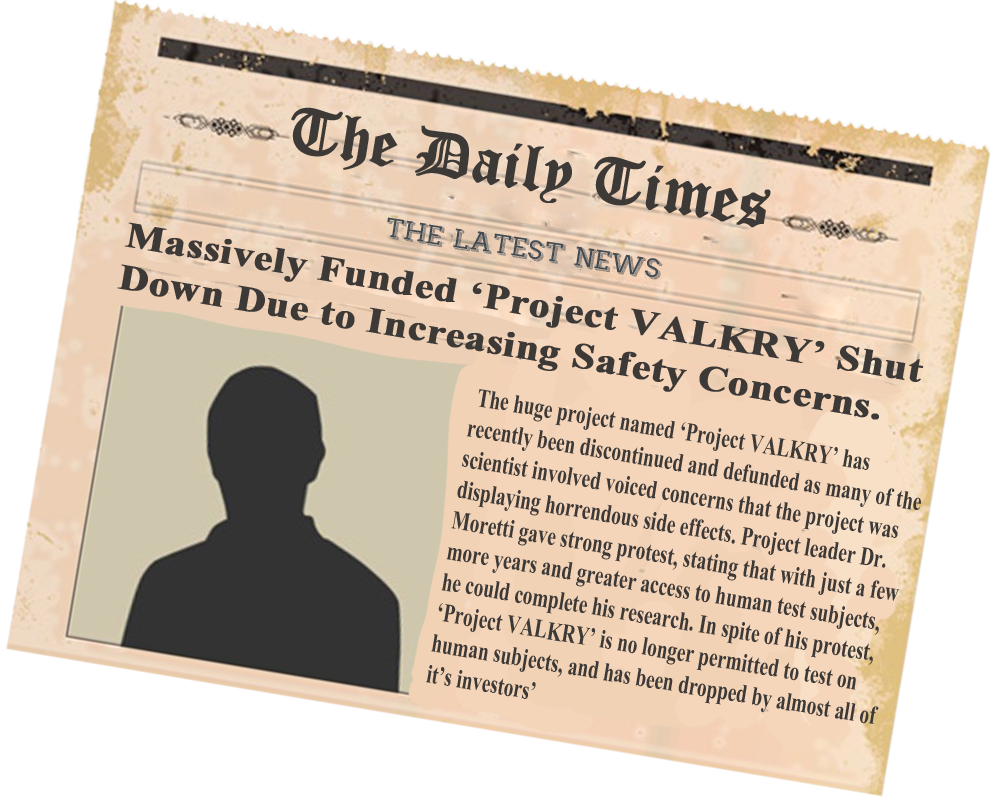 The Daily Times
THE LATEST NEWS
Massively Funded ‘Project VALKRY’ Shut
Down Due to Increasing Safety Concerns.
The huge project named ‘Project VALKRY’ has
recently been discontinued and defunded as many of the
scientist involved voiced concerns that the project was
displaying horrendous side effects. Project leader Dr.
Moretti gave strong protest, stating that with just a few
more years and greater access to human test subjects,
he could complete his research. In spite of his protest,
‘Project VALKRY’ is no longer permitted to test on
human subjects, and has been dropped by almost all of
it’s investors’